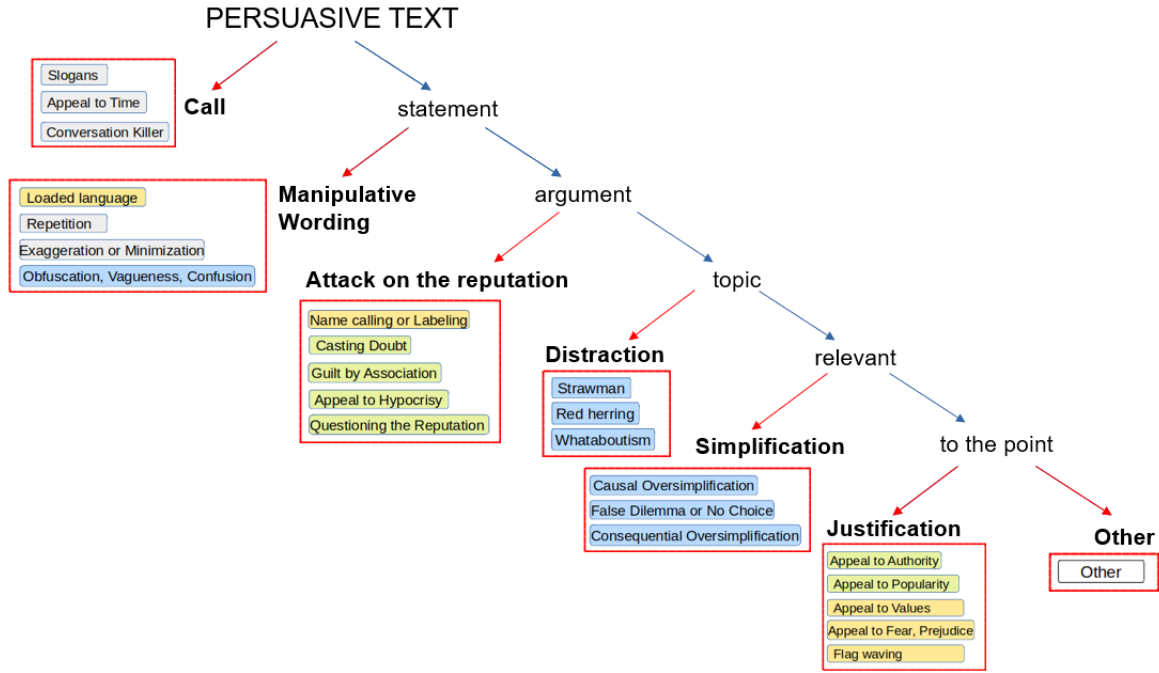 PERSUASIVE TEXT
Slogans
Appeal to Time
Conversation Killer
Call
statement
Loaded language
Repetition
Exaggeration or Minimization
Obfuscation, Vagueness, Confusion
Manipulative
Wording
argument
Attack on the reputation
Name calling or Labeling
Casting Doubt
Guilt by Association
Appeal to Hypocrisy
Questioning the Reputation
topic
Distraction
Strawman
Red herring
Whataboutism
relevant
Simplification
Causal Oversimplification
False Dilemma or No Choice
Consequential Oversimplification
to the point
Justification
Appeal to Authority
Appeal to Popularity
Appeal to Values
Appeal to Fear, Prejudice
Flag waving
Other
Other